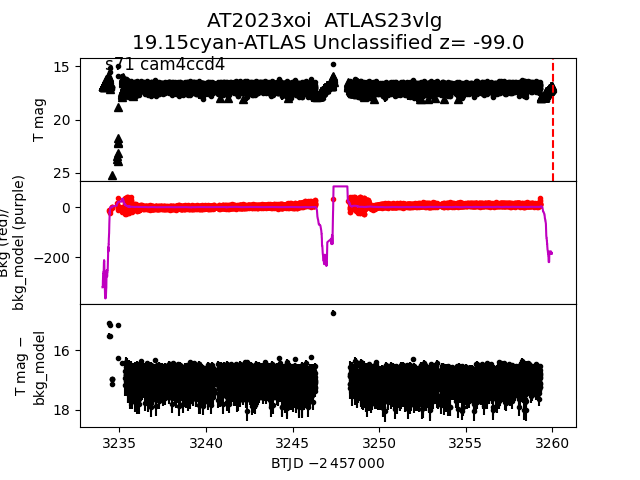 AT2023xoi  ATLAS23vlg
19.15cyan-ATLAS Unclassified z= -99.0
s71 cam4ccd4
T mag
15
20
25
Bkg (red)/
bkg_model (purple)
0
−200
T mag −
bkg_model
16
18
3235 3240 3245 3250 3255 3260
BTJD −2 457 000